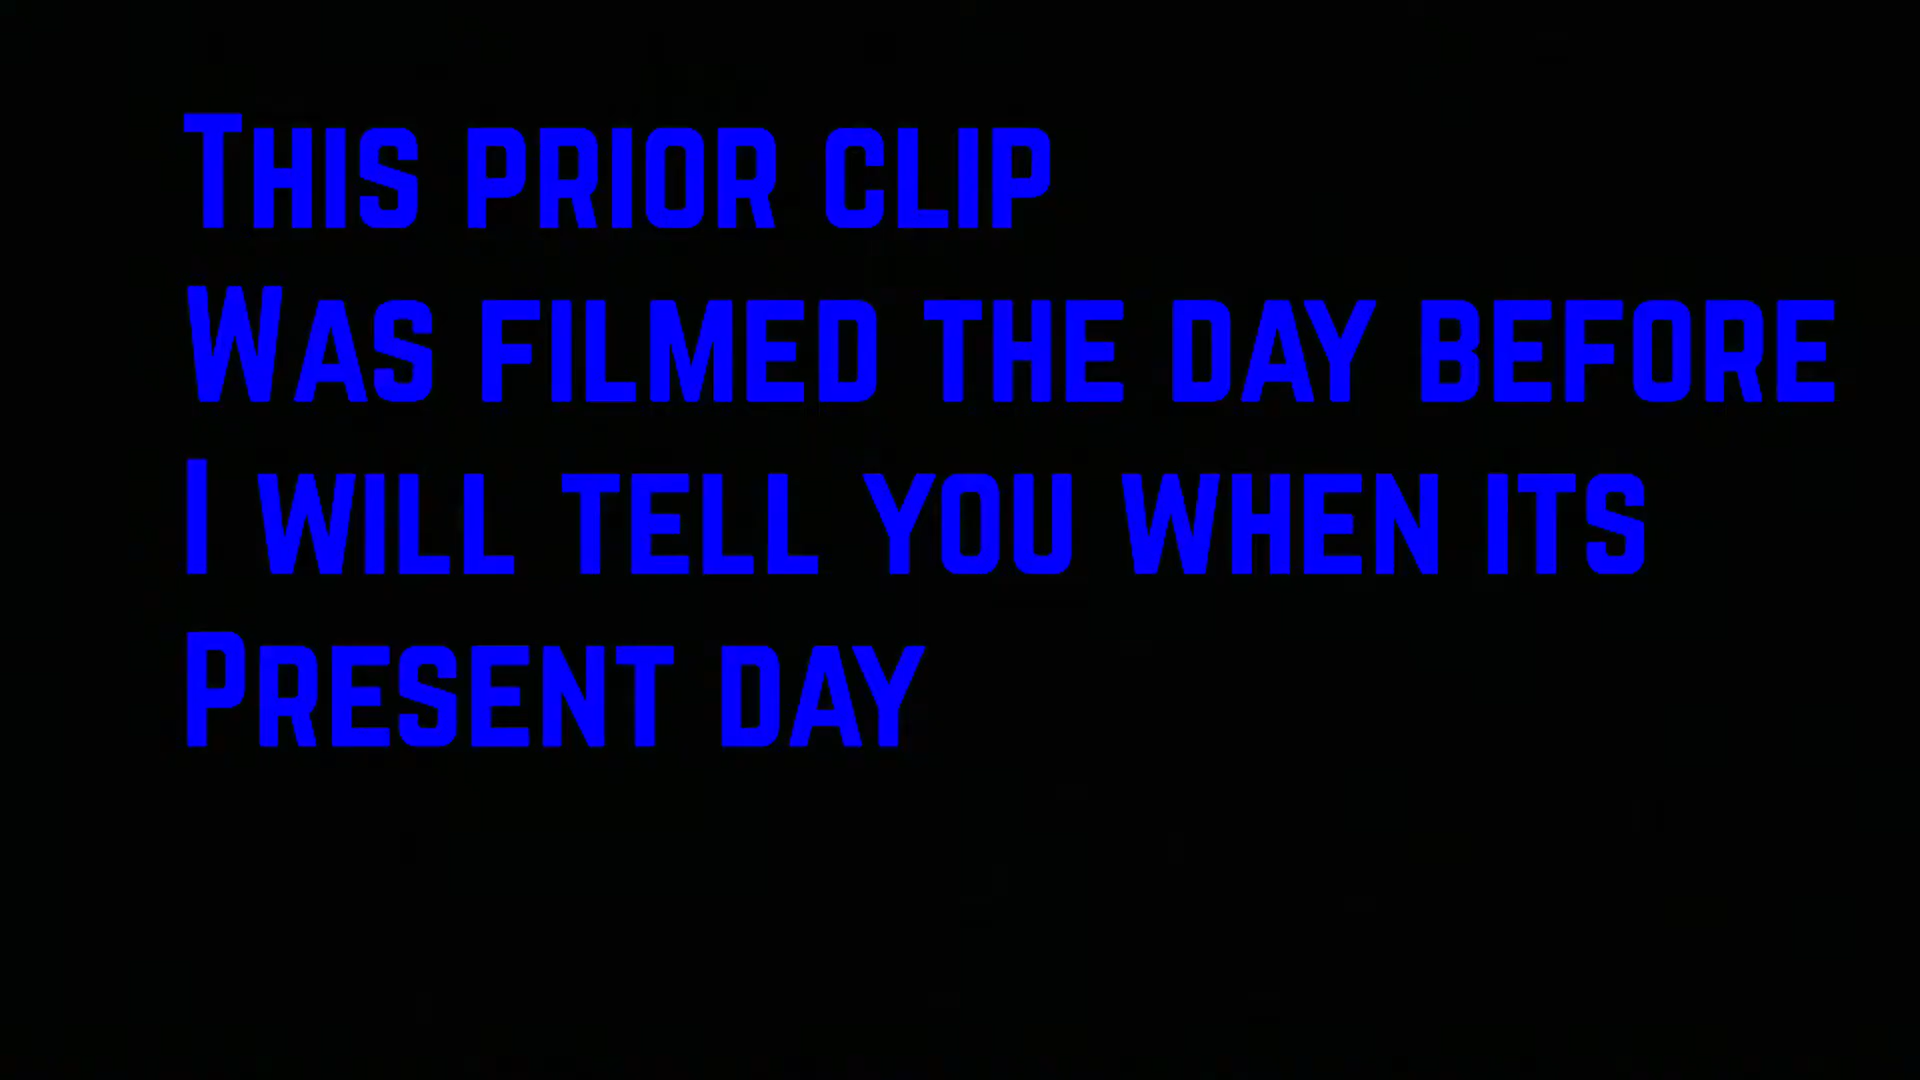 This prior clip
Was filmed the day before
I will tell you when its
Present day